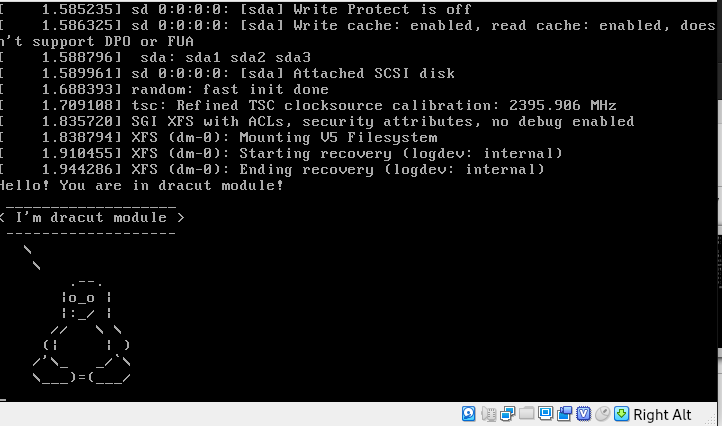 [    1.585235] sd 0:0:0:0: [sda] Write Protect is off
[    1.586325] sd 0:0:0:0: [sda] Write cache: enabled, read cache: enabled, does
n't support DPO or FUA
[    1.588796]  sda: sda1 sda2 sda3
[    1.589961] sd 0:0:0:0: [sda] Attached SCSI disk
[    1.688393] random: fast init done
[    1.709108] tsc: Refined TSC clocksource calibration: 2395.906 MHz
[    1.835720] SGI XFS with ACLs, security attributes, no debug enabled
[    1.838794] XFS (dm-0): Mounting V5 Filesystem
[    1.910455] XFS (dm-0): Starting recovery (logdev: internal)
[    1.944286] XFS (dm-0): Ending recovery (logdev: internal)
Hello! You are in dracut module!
 ___________________
< I'm dracut module >
 -------------------
   \
    \
        .--.
       |o_o |
       |:_/ |
      //   \ \
     (|     | )
    /'\_   _/`\
    \___)=(___/
Right Alt